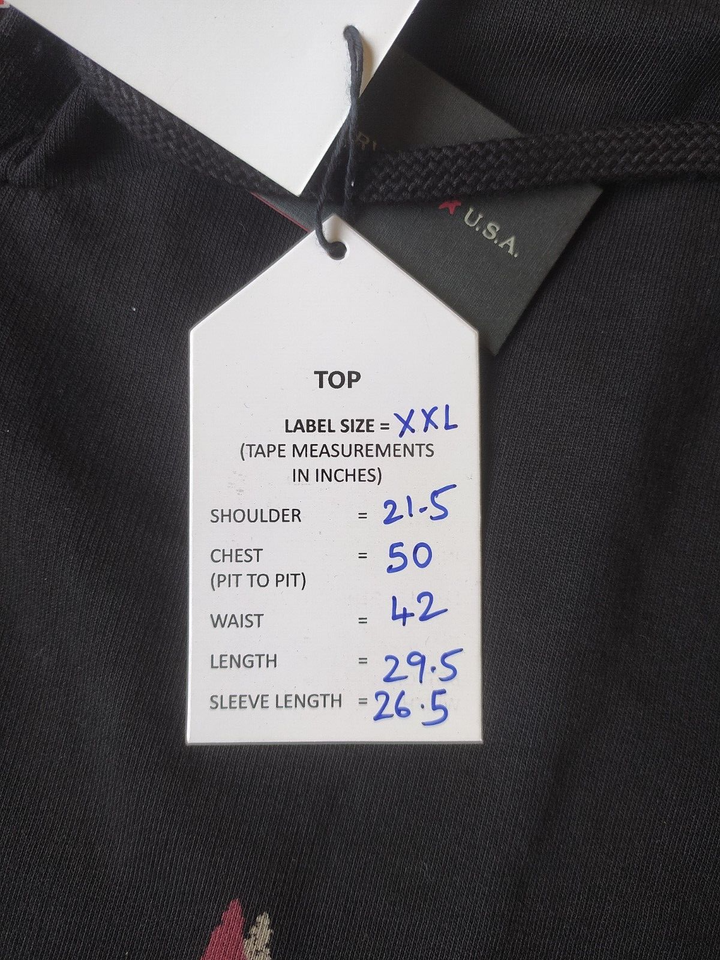 U.S.A.
TOP
LABEL SIZE = XXL
(TAPE MEASUREMENTS
IN INCHES)
SHOULDER = 21.5
CHEST = 50
(PIT TO PIT)
WAIST = 42
LENGTH = 29.5
SLEEVE LENGTH = 26.5